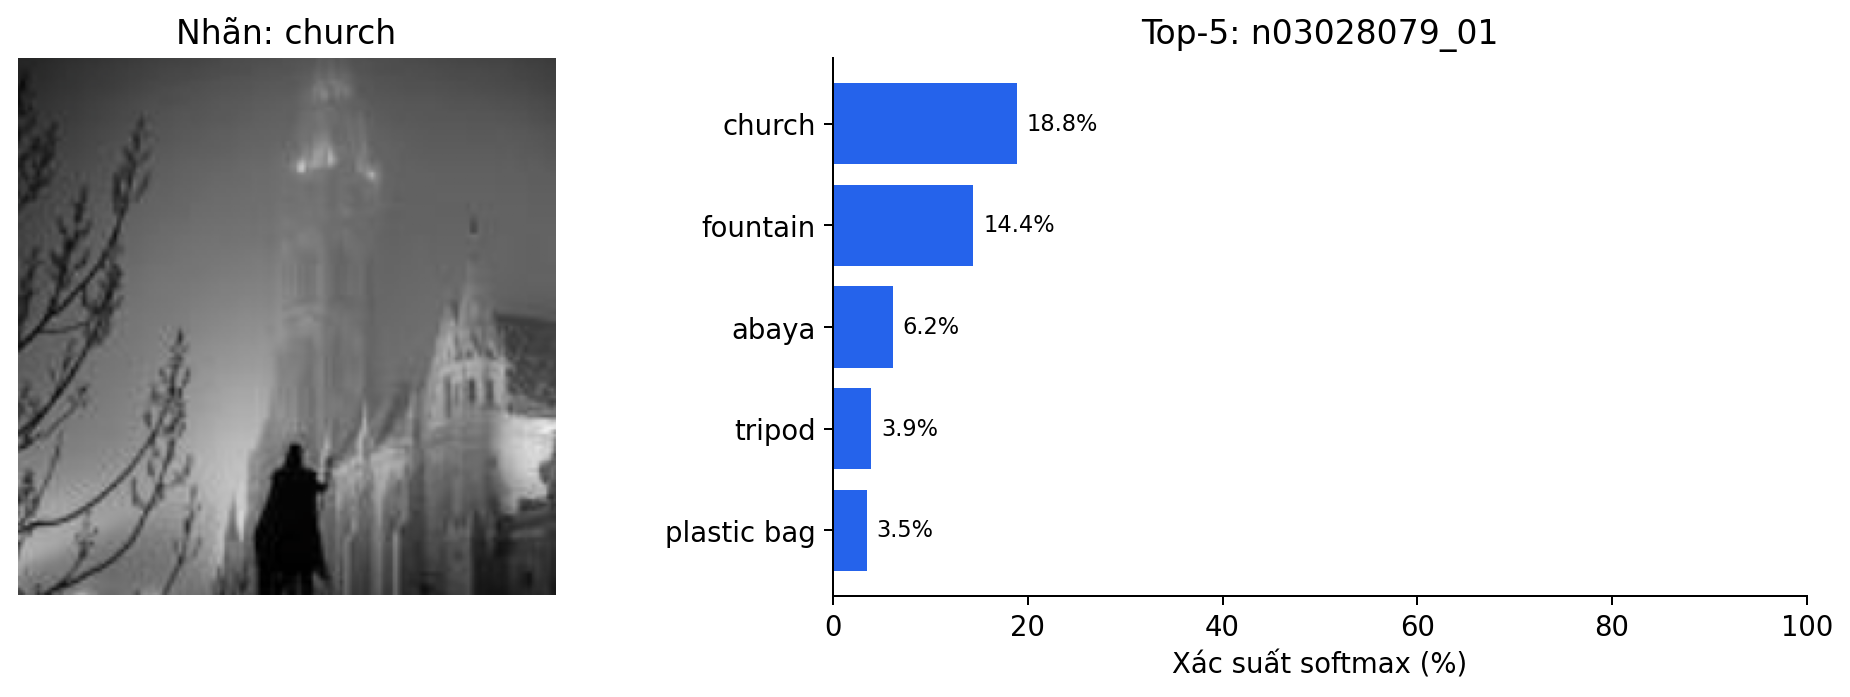 Nhãn: church
Top-5: n03028079_01
church
18.8%
fountain
14.4%
abaya
6.2%
tripod
3.9%
plastic bag
3.5%
0 20 40 60 80 100
Xác suất softmax (%)